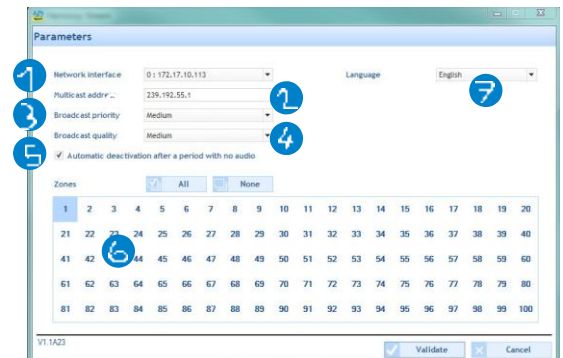 Parameters
1 Network interface 0 : 172.17.10.113 Language English
Multicast addr 239.192.55.1 2 7
3 Broadcast priority Medium
Broadcast quality Medium 4
5 Automatic deactivation after a period with no audio
Zones All None
1 2 3 4 5 6 7 8 9 10 11 12 13 14 15 16 17 18 19 20
21 22 23 24 25 26 27 28 29 30 31 32 33 34 35 36 37 38 39 40
41 42 6 44 45 46 47 48 49 50 51 52 53 54 55 56 57 58 59 60
61 62 63 64 65 66 67 68 69 70 71 72 73 74 75 76 77 78 79 80
81 82 83 84 85 86 87 88 89 90 91 92 93 94 95 96 97 98 99 100
V1.1A23 Validate Cancel